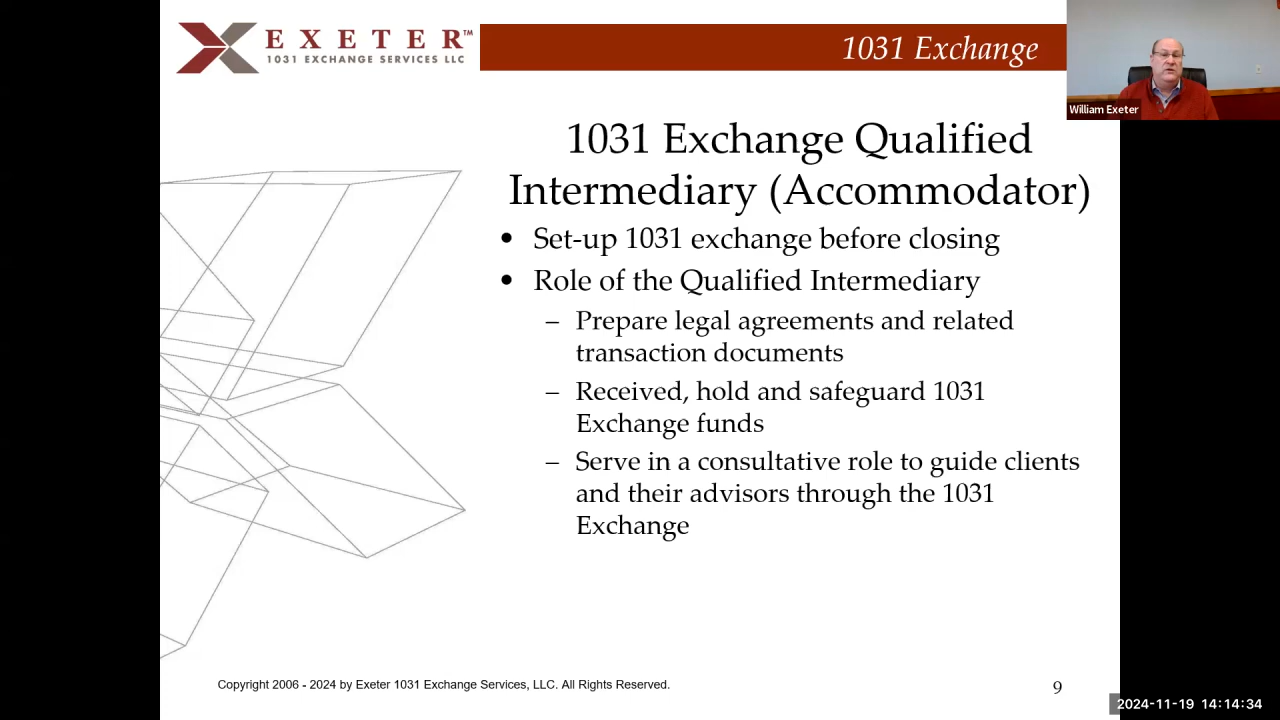 EXETER™
1031 EXCHANGE SERVICES LLC
1031 Exchange
William Exeter
1031 Exchange Qualified
Intermediary (Accommodator)
• Set-up 1031 exchange before closing
• Role of the Qualified Intermediary
– Prepare legal agreements and related
transaction documents
– Received, hold and safeguard 1031
Exchange funds
– Serve in a consultative role to guide clients
and their advisors through the 1031
Exchange
Copyright 2006 - 2024 by Exeter 1031 Exchange Services, LLC. All Rights Reserved.
9
2024-11-19 14:14:34